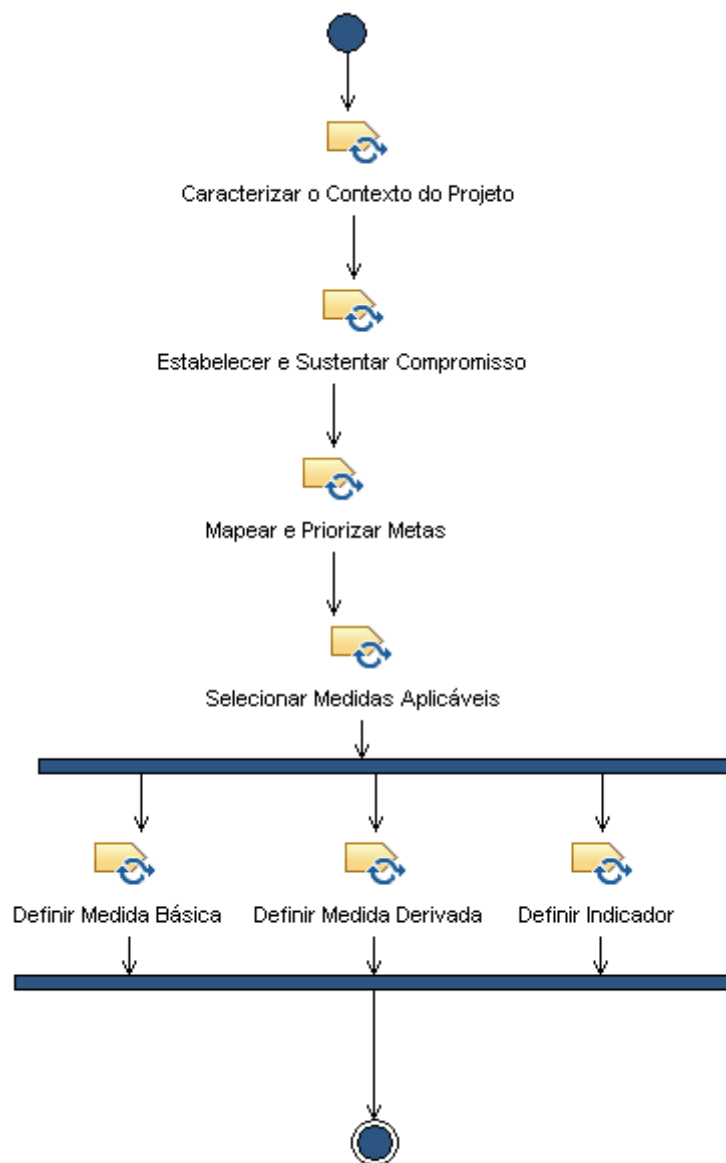 Caracterizar o Contexto do Projeto
Estabelecer e Sustentar Compromisso
Mapear e Priorizar Metas
Selecionar Medidas Aplicáveis
Definir Medida Básica
Definir Medida Derivada
Definir Indicador